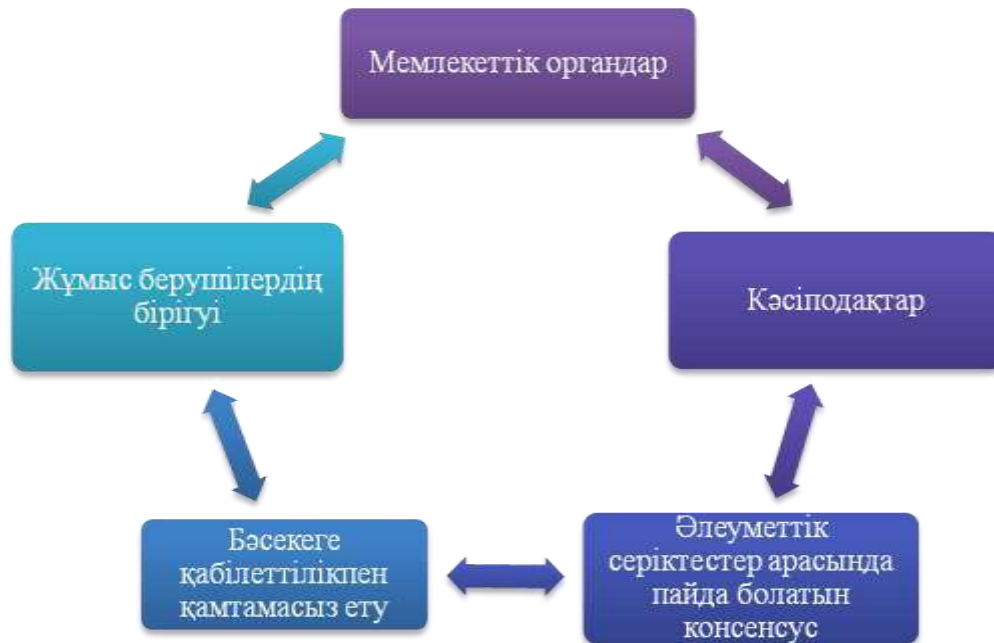 Мемлекеттік органдар
Жұмыс берушілердің
бірігуі
Кәсіподақтар
Бәсекеге
қабілеттілікпен
қамтамасыз ету
Әлеуметтік
серіктестер арасында
пайда болатын
консенсус